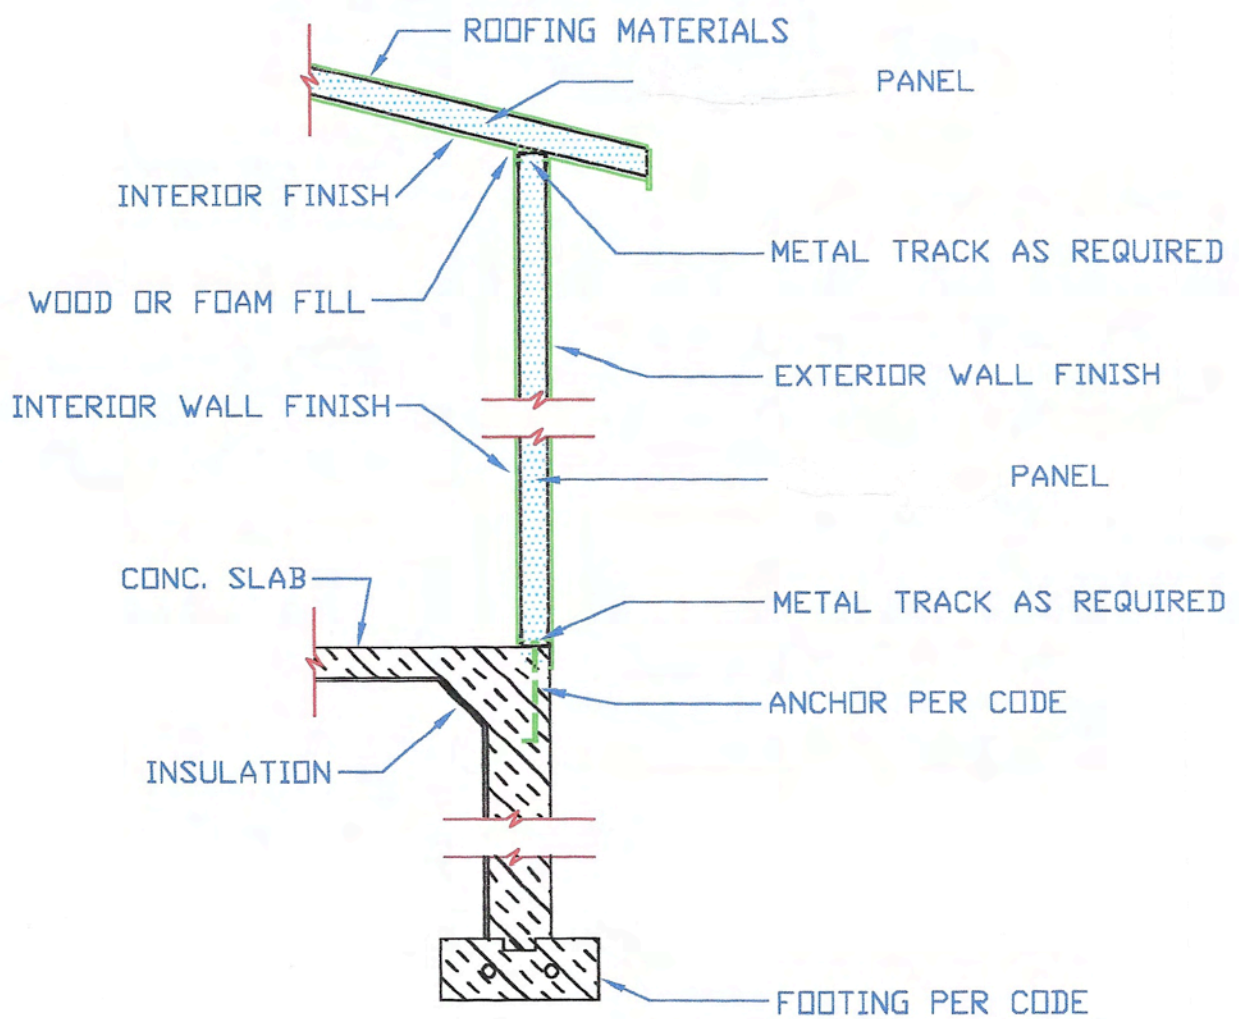 ROOFING MATERIALS
PANEL
INTERIOR FINISH
METAL TRACK AS REQUIRED
WOOD OR FOAM FILL
EXTERIOR WALL FINISH
INTERIOR WALL FINISH
PANEL
CONC. SLAB
METAL TRACK AS REQUIRED
ANCHOR PER CODE
INSULATION
FOOTING PER CODE